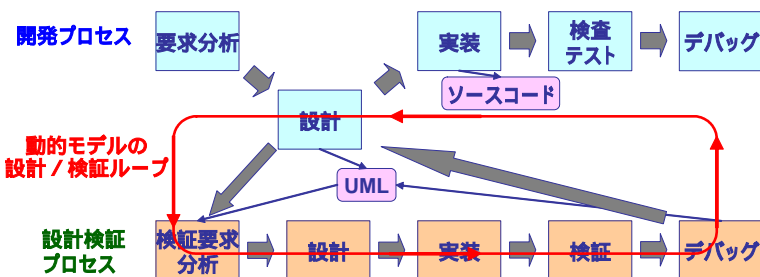 開発プロセス
要求分析
実装
検査
テスト
デバッグ
ソースコード
設計
動的モデルの
設計 / 検証ループ
UML
設計検証
プロセス
検証要求
分析
設計
実装
検証
デバッグ